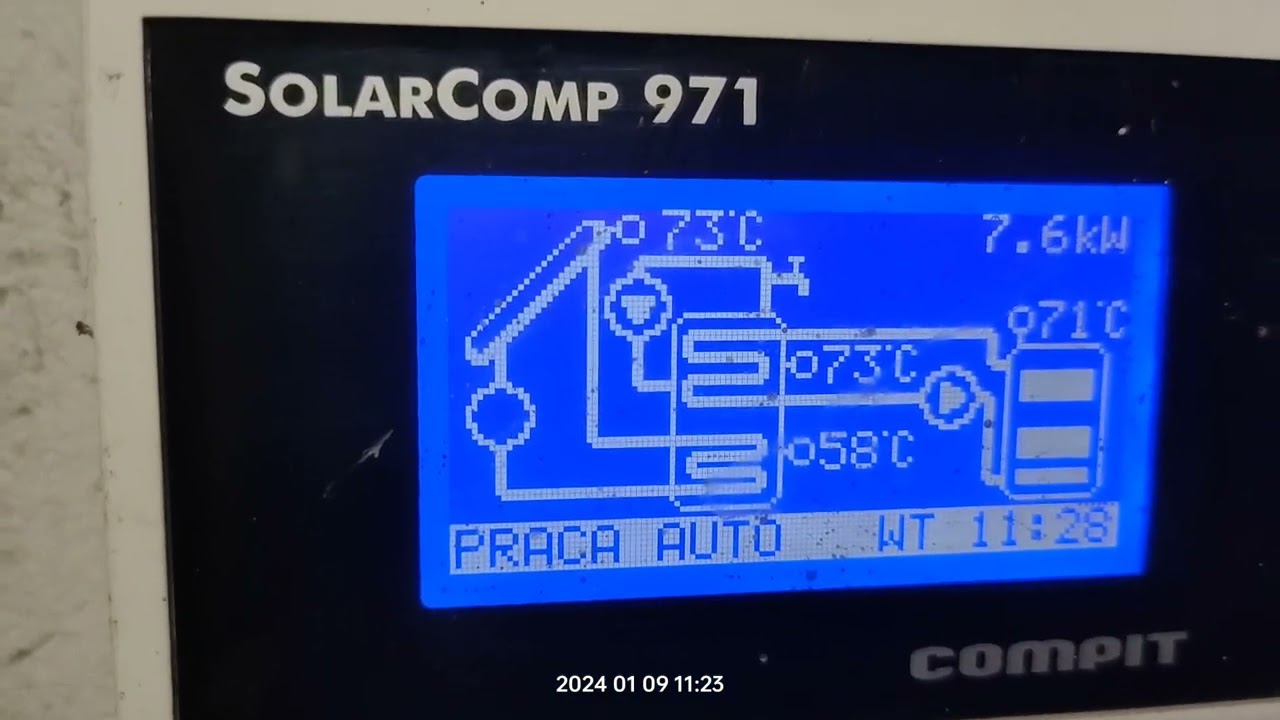 SOLARCOMP 971
73°C
7.6kW
71°C
73°C
58°C
PRACA AUTO WT 11:28
COMPIT
2024 01 09 11:23